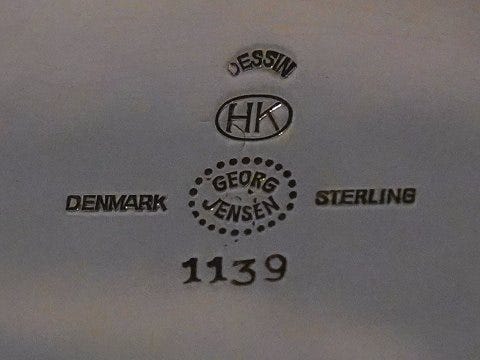 DESSIN
HK
GEORG
JENSEN
DENMARK STERLING
1139